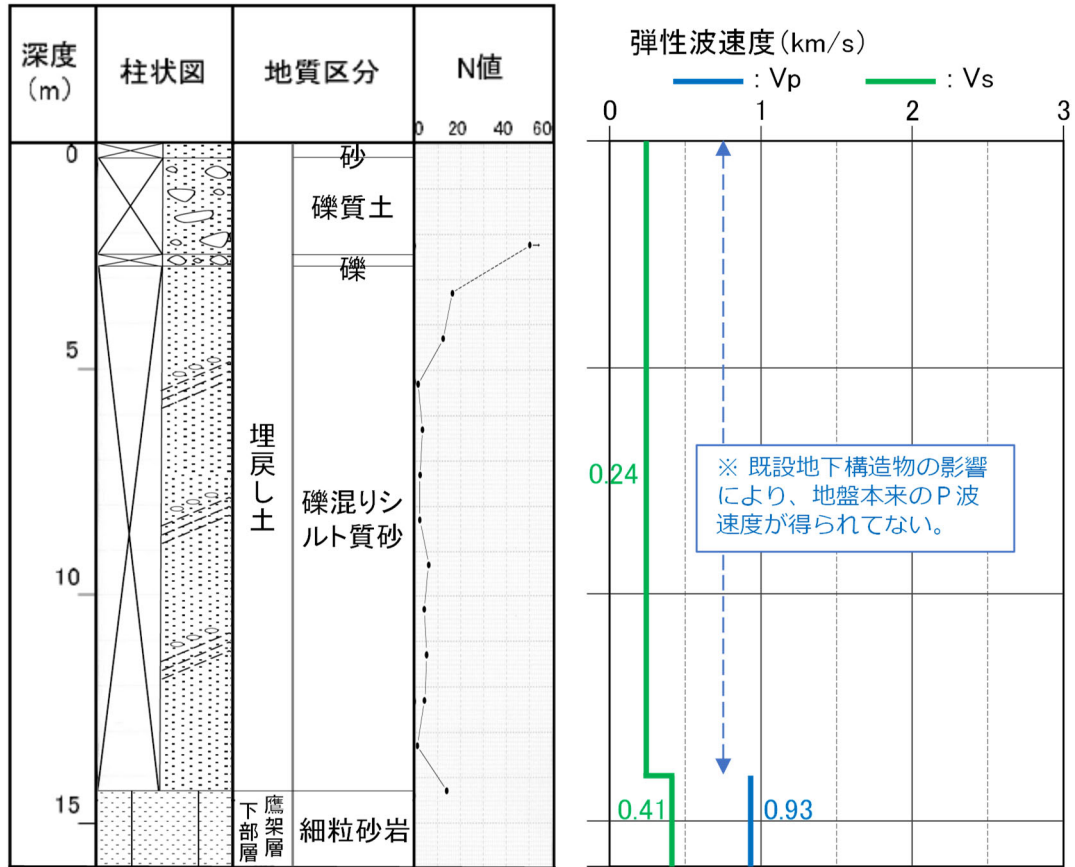 深度
(m)
柱状図
地質区分
N値
0 20 40 60
0
5
10
15
埋戻し土
砂
礫質土
礫
礫混りシ
ルト質砂
鷹架層
下部層
細粒砂岩
弾性波速度(km/s)
: Vp
: Vs
0 1 2 3
0.24
※ 既設地下構造物の影響
により、地盤本来のP波
速度が得られてない。
0.41
0.93